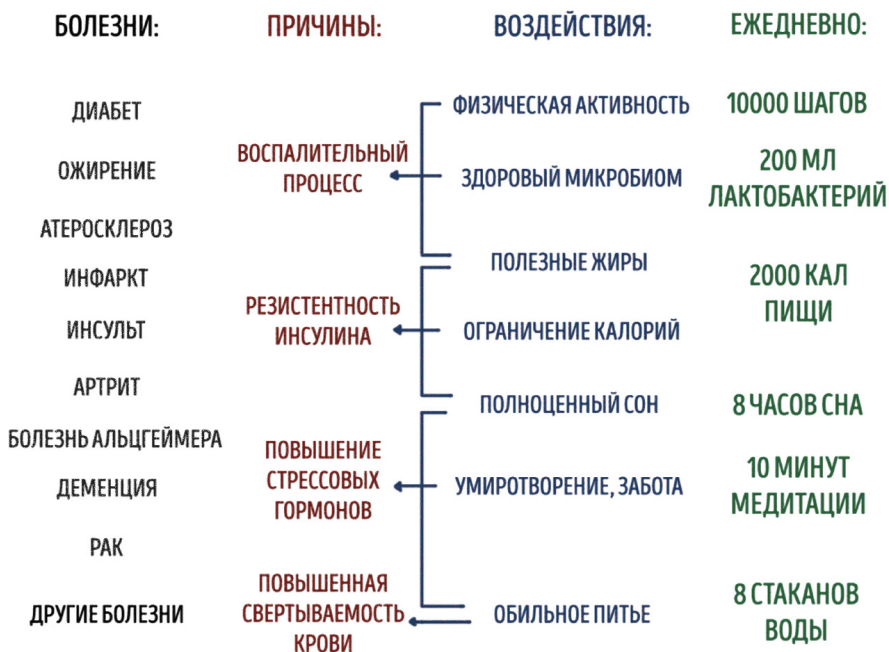 БОЛЕЗНИ:
ДИАБЕТ
ОЖИРЕНИЕ
АТЕРОСКЛЕРОЗ
ИНФАРКТ
ИНСУЛЬТ
АРТРИТ
БОЛЕЗНЬ АЛЬЦГЕЙМЕРА
ДЕМЕНЦИЯ
РАК
ДРУГИЕ БОЛЕЗНИ
ПРИЧИНЫ:
ВОСПАЛИТЕЛЬНЫЙ
ПРОЦЕСС
РЕЗИСТЕНТНОСТЬ
ИНСУЛИНА
ПОВЫШЕНИЕ
СТРЕССОВЫХ
ГОРМОНОВ
ПОВЫШЕННАЯ
СВЕРТЫВАЕМОСТЬ
КРОВИ
ВОЗДЕЙСТВИЯ:
ФИЗИЧЕСКАЯ АКТИВНОСТЬ
ЗДОРОВЫЙ МИКРОБИОМ
ПОЛЕЗНЫЕ ЖИРЫ
ОГРАНИЧЕНИЕ КАЛОРИЙ
ПОЛНОЦЕННЫЙ СОН
УМИРОТВОРЕНИЕ, ЗАБОТА
ОБИЛЬНОЕ ПИТЬЕ
ЕЖЕДНЕВНО:
10000 ШАГОВ
200 МЛ
ЛАКТОБАКТЕРИЙ
2000 КАЛ
ПИЩИ
8 ЧАСОВ СНА
10 МИНУТ
МЕДИТАЦИИ
8 СТАКАНОВ
ВОДЫ